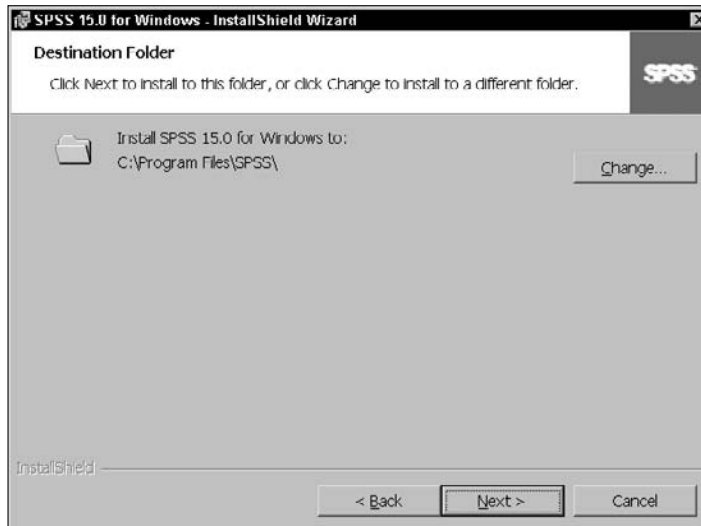 SPSS 15.0 for Windows - InstallShield Wizard
Destination Folder
Click Next to install to this folder, or click Change to install to a different folder.
SPSS
Install SPSS 15.0 for Windows to:
C:\Program Files\SPSS\
Change...
InstallShield
< Back
Next >
Cancel